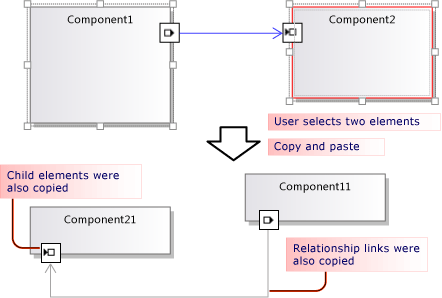 Component1
Component2
User selects two elements
Copy and paste
Child elements were
also copied
Component11
Component21
Relationship links were
also copied